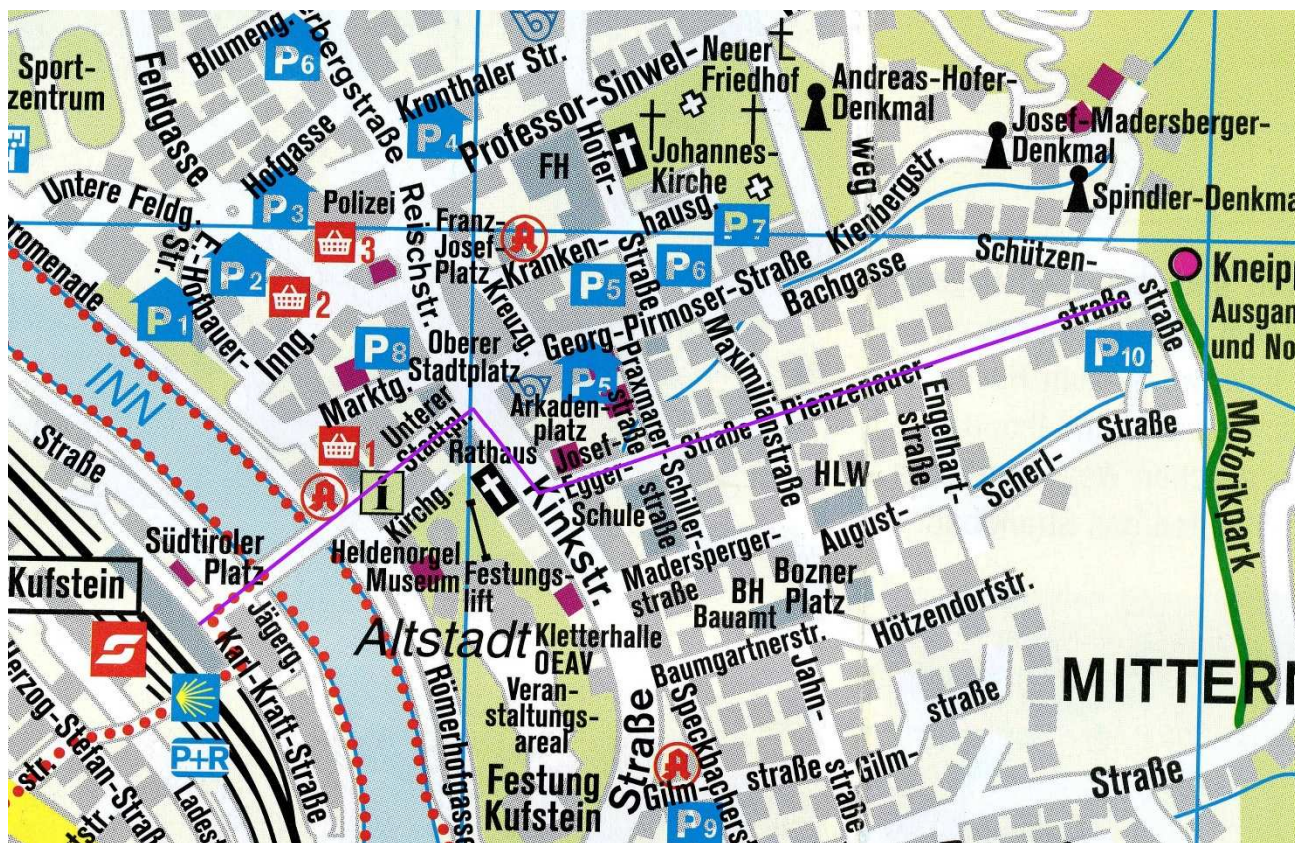 Sport-
zentrum
Feldgasse
Blumeng.
P6
erbergstraße
Hofgasse
Kronthaler Str.
P4
Professor-Sinwel-
Neuer
Friedhof
Andreas-Hofer-
Denkmal
weg
Josef-Madersberger-
Denkmal
Spindler-Denkma
FH
Hofer-
Straße
Johannes-
Kirche
Kienbergstr.
Untere Feldg.
P3
Polizei
3
Reischstr.
Franz-
Josef
Platz
A
Kranken-
hausg.
P7
P6
P5
Kreuzg.
Schützen-
straße
Bachgasse
Kneipp
Ausgan
und No
romenade
P1
E.-Hofbauer-
Str.
P2
2
Inng.
P8
Oberer
Stadtplatz
Georg-Pirmoser-Straße
P5
Praxmarer-
straße
Maximilianstraße
Pienzenauer-
straße
P10
INN
Marktg.
Unterer
Stadtpl.
1
Arkaden-
platz
Rathaus
Josef-
Egger-
Straße
Schule
Engelhart-
straße
Motorikpark
Straße
A
i
Kirchg.
Kinkstr.
Schiller-
straße
HLW
August-
Scherl-
Straße
Südtiroler
Platz
Kufstein
Heldenorgel
Museum
Festungs-
lift
Madersperger-
straße
BH
Bauamt
Bozner
Platz
Hötzendorfstr.
Jägerg.
Karl-Kraft-Straße
Altstadt
Kletterhalle
OEAV
Veran-
staltungs-
areal
Baumgartnerstr.
Jahn-
straße
straße
MITTERN
Herzog-Stefan-Straß
str.
P+R
Ladest
Römerhofgasse
Festung
Kufstein
Straße
A
Speckbacherst
Gilm-
straße
Gilm-
Straße
P9
tstr.